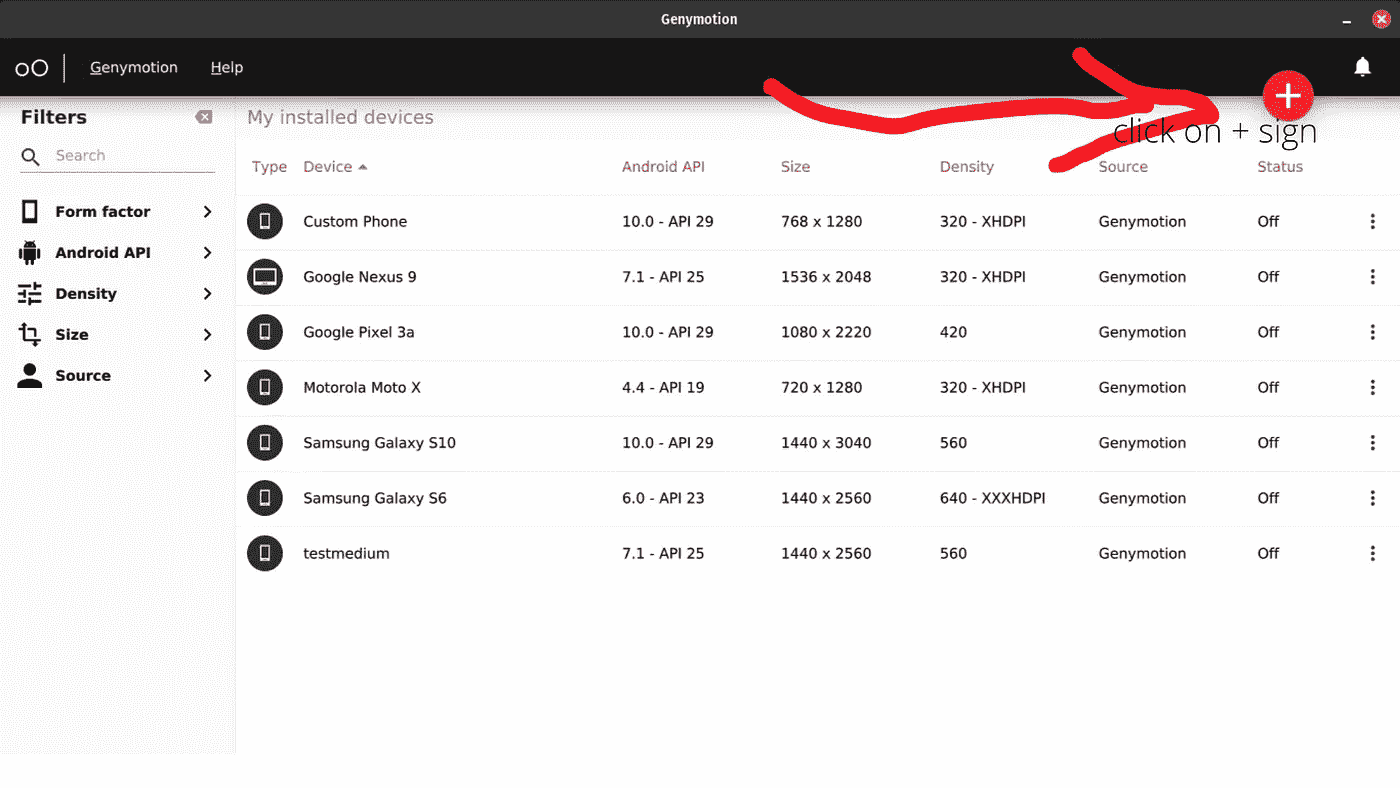 Genymotion
Genymotion Help
Filters
My installed devices
click on + sign
Search
Type Device Android API Size Density Source Status
Form factor
Android API
Density
Size
Source
Custom Phone 10.0 - API 29 768 x 1280 320 - XHDPI Genymotion Off
Google Nexus 9 7.1 - API 25 1536 x 2048 320 - XHDPI Genymotion Off
Google Pixel 3a 10.0 - API 29 1080 x 2220 420 Genymotion Off
Motorola Moto X 4.4 - API 19 720 x 1280 320 - XHDPI Genymotion Off
Samsung Galaxy S10 10.0 - API 29 1440 x 3040 560 Genymotion Off
Samsung Galaxy S6 6.0 - API 23 1440 x 2560 640 - XXXHDPI Genymotion Off
testmedium 7.1 - API 25 1440 x 2560 560 Genymotion Off